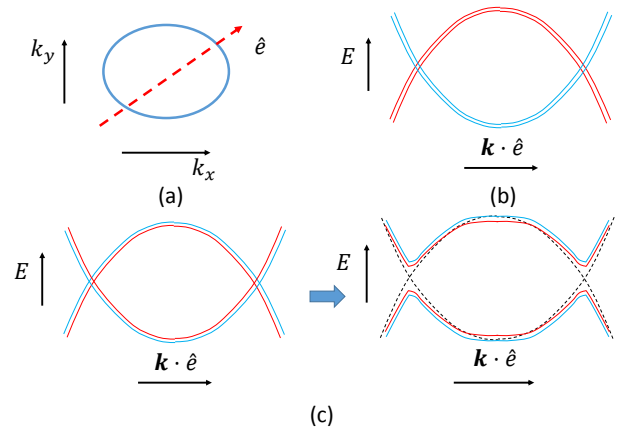 k_y
ê
k_x
(a)
E
𝒌 · ê
(b)
E
𝒌 · ê
E
𝒌 · ê
(c)